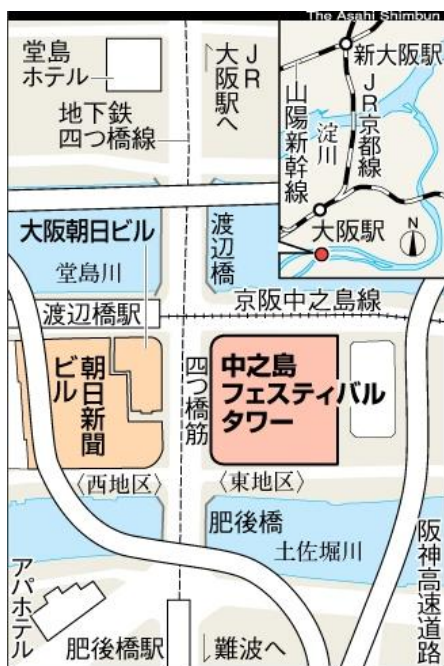 The Asahi Shimbun
堂島
ホテル
地下鉄
四つ橋線
JR
大阪駅へ
新大阪駅
JR京都線
山陽新幹線
淀川
大阪駅
N
大阪朝日ビル
堂島川
渡辺橋
京阪中之島線
渡辺橋駅
朝日新聞
ビル
四つ橋筋
中之島
フェスティバル
タワー
〈西地区〉
〈東地区〉
肥後橋
土佐堀川
阪神高速道路
アパホテル
肥後橋駅
難波へ